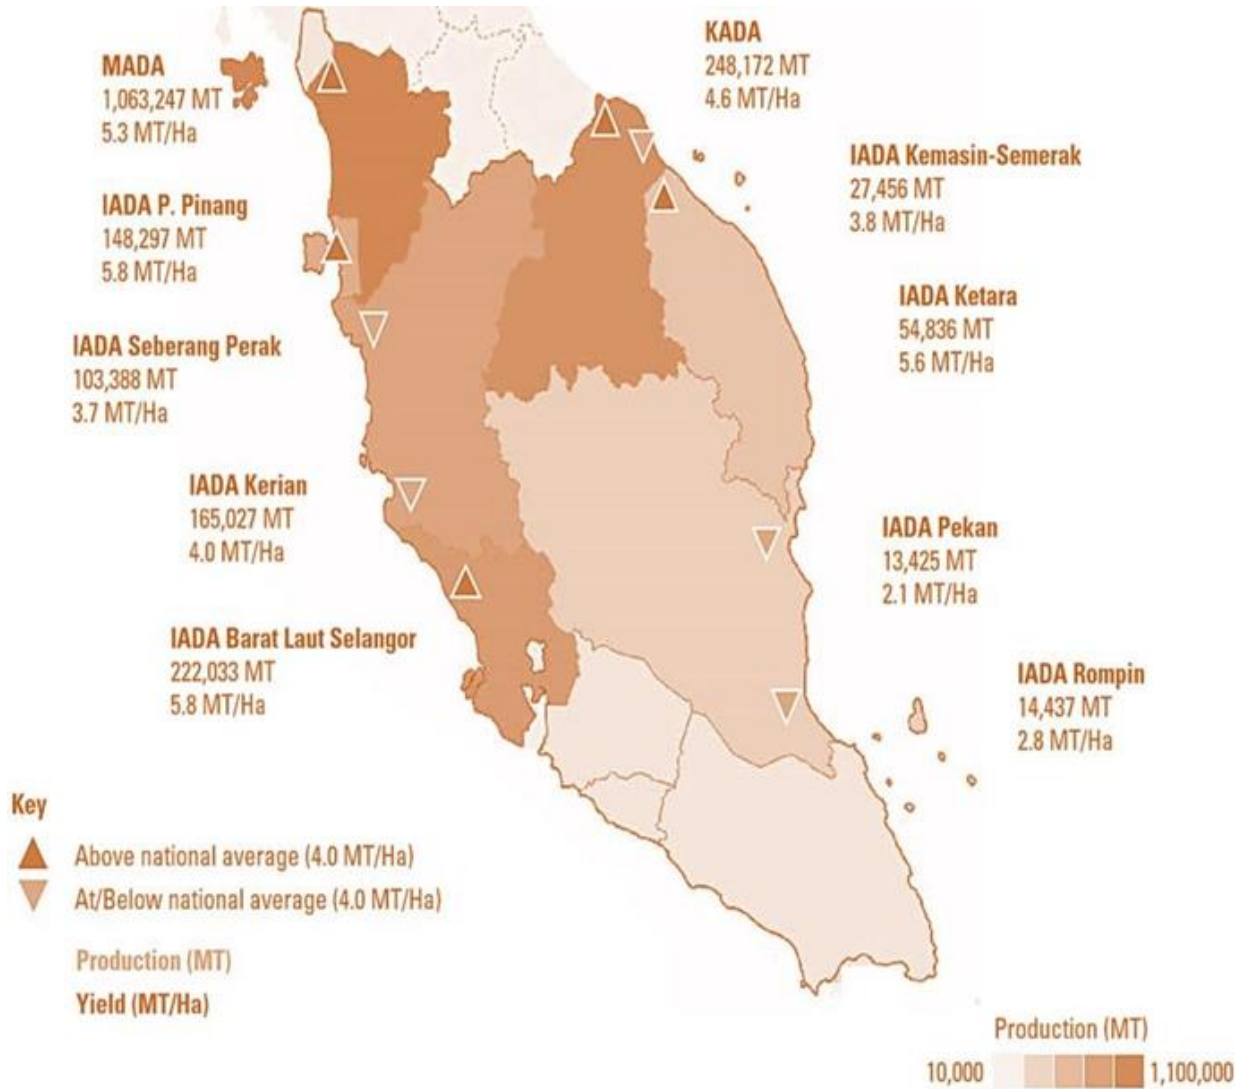 MADA
1,063,247 MT
5.3 MT/Ha
KADA
248,172 MT
4.6 MT/Ha
IADA Kemasin-Semerak
27,456 MT
3.8 MT/Ha
IADA P. Pinang
148,297 MT
5.8 MT/Ha
IADA Ketara
54,836 MT
5.6 MT/Ha
IADA Seberang Perak
103,388 MT
3.7 MT/Ha
IADA Kerian
165,027 MT
4.0 MT/Ha
IADA Pekan
13,425 MT
2.1 MT/Ha
IADA Barat Laut Selangor
222,033 MT
5.8 MT/Ha
IADA Rompin
14,437 MT
2.8 MT/Ha
Key
Above national average (4.0 MT/Ha)
At/Below national average (4.0 MT/Ha)
Production (MT)
Yield (MT/Ha)
Production (MT)
10,000 1,100,000